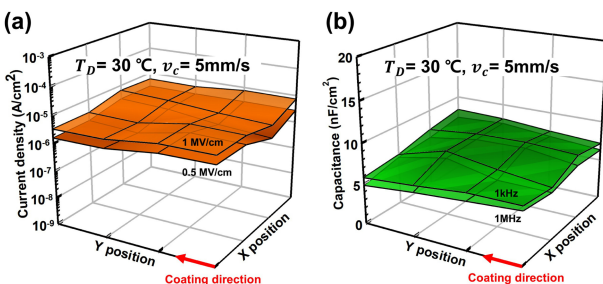 (a)
T_D= 30 ℃, v_c= 5mm/s
Current density (A/cm²)
10⁻³
10⁻⁴
10⁻⁵
10⁻⁶
10⁻⁷
10⁻⁸
10⁻⁹
1 MV/cm
0.5 MV/cm
Y position
X position
Coating direction
(b)
T_D= 30 ℃, v_c= 5mm/s
Capacitance (nF/cm²)
20
15
10
5
0
1kHz
1MHz
Y position
X position
Coating direction